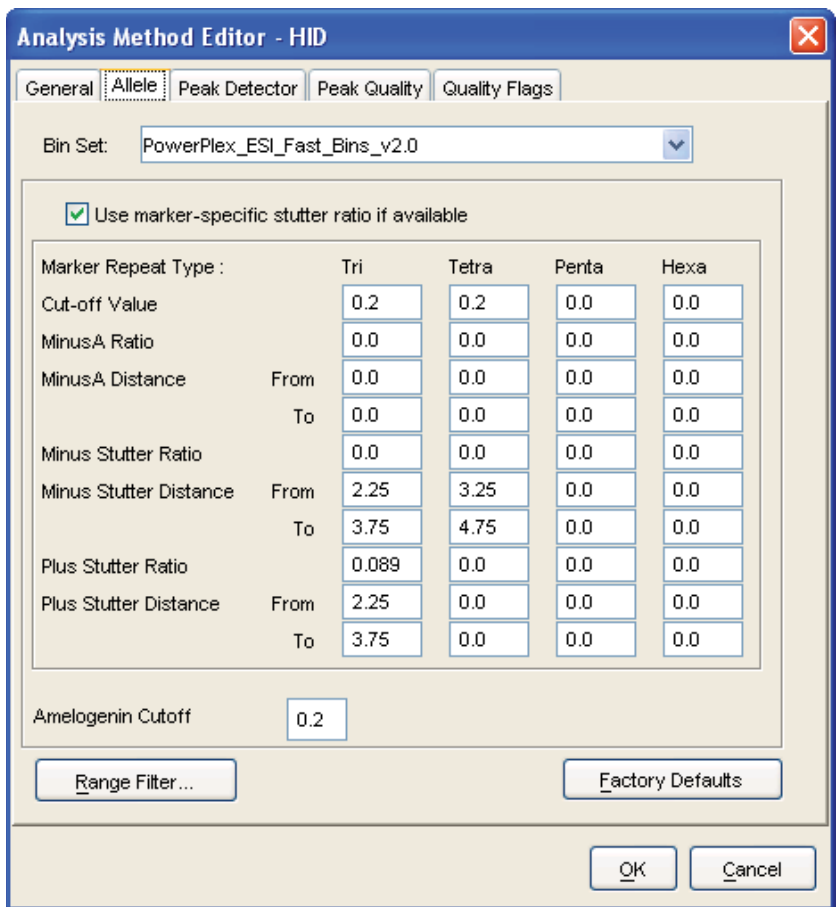 Analysis Method Editor - HID
General Allele Peak Detector Peak Quality Quality Flags
Bin Set: PowerPlex_ESI_Fast_Bins_v2.0
Use marker-specific stutter ratio if available
Marker Repeat Type : Tri Tetra Penta Hexa
Cut-off Value 0.2 0.2 0.0 0.0
MinusA Ratio 0.0 0.0 0.0 0.0
MinusA Distance From 0.0 0.0 0.0 0.0
To 0.0 0.0 0.0 0.0
Minus Stutter Ratio 0.0 0.0 0.0 0.0
Minus Stutter Distance From 2.25 3.25 0.0 0.0
To 3.75 4.75 0.0 0.0
Plus Stutter Ratio 0.089 0.0 0.0 0.0
Plus Stutter Distance From 2.25 0.0 0.0 0.0
To 3.75 0.0 0.0 0.0
Amelogenin Cutoff 0.2
Range Filter... Factory Defaults
OK Cancel